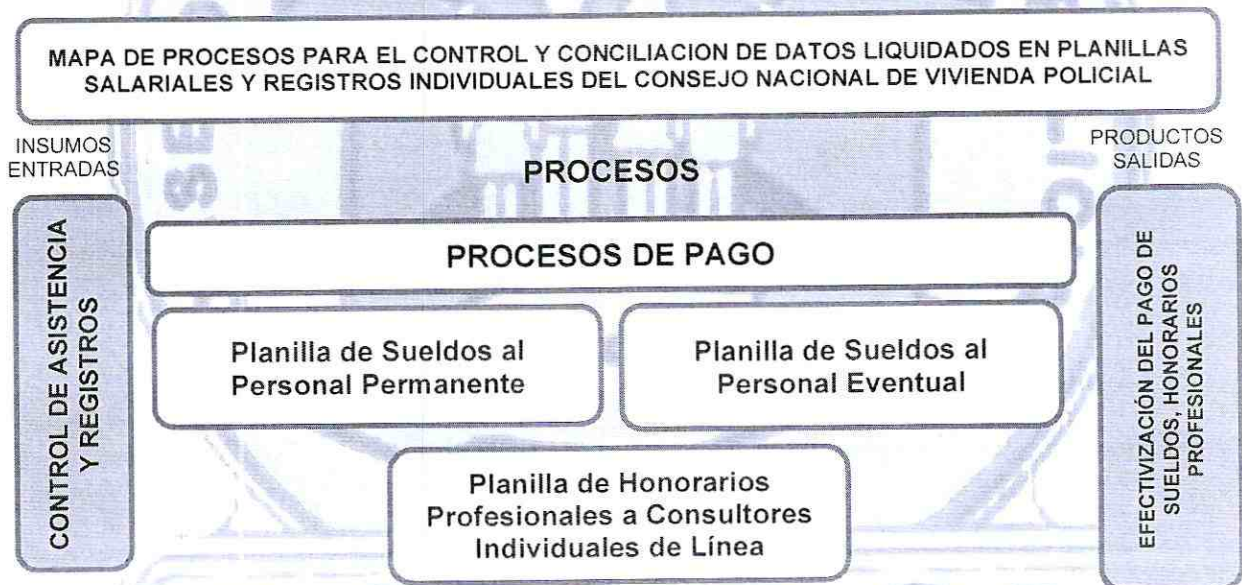 MAPA DE PROCESOS PARA EL CONTROL Y CONCILIACION DE DATOS LIQUIDADOS EN PLANILLAS
SALARIALES Y REGISTROS INDIVIDUALES DEL CONSEJO NACIONAL DE VIVIENDA POLICIAL
INSUMOS
ENTRADAS
PROCESOS
PRODUCTOS
SALIDAS
CONTROL DE ASISTENCIA
Y REGISTROS
PROCESOS DE PAGO
Planilla de Sueldos al
Personal Permanente
Planilla de Sueldos al
Personal Eventual
Planilla de Honorarios
Profesionales a Consultores
Individuales de Línea
EFECTIVIZACIÓN DEL PAGO DE
SUELDOS, HONORARIOS
PROFESIONALES